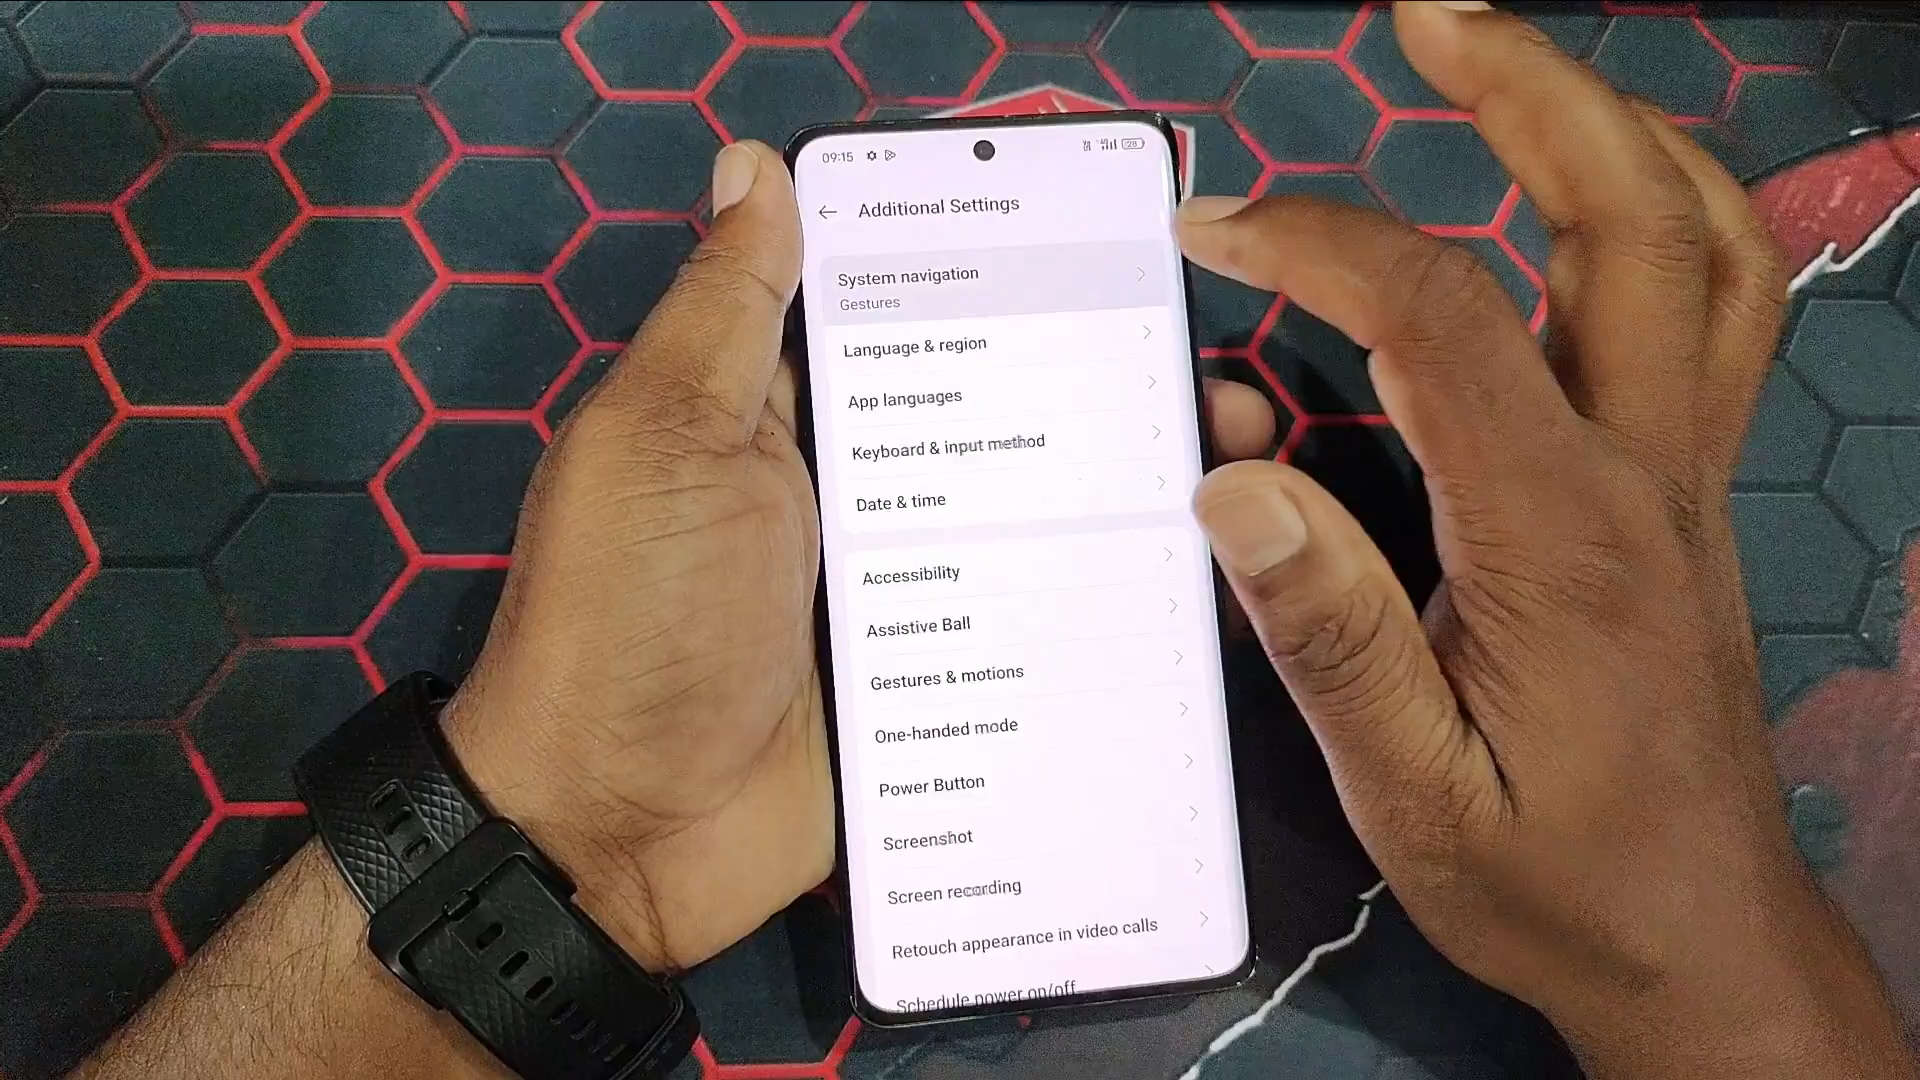 09:15
28
Additional Settings
System navigation
Gestures
Language & region
App languages
Keyboard & input method
Date & time
Accessibility
Assistive Ball
Gestures & motions
One-handed mode
Power Button
Screenshot
Screen recording
Retouch appearance in video calls
Schedule power on/off